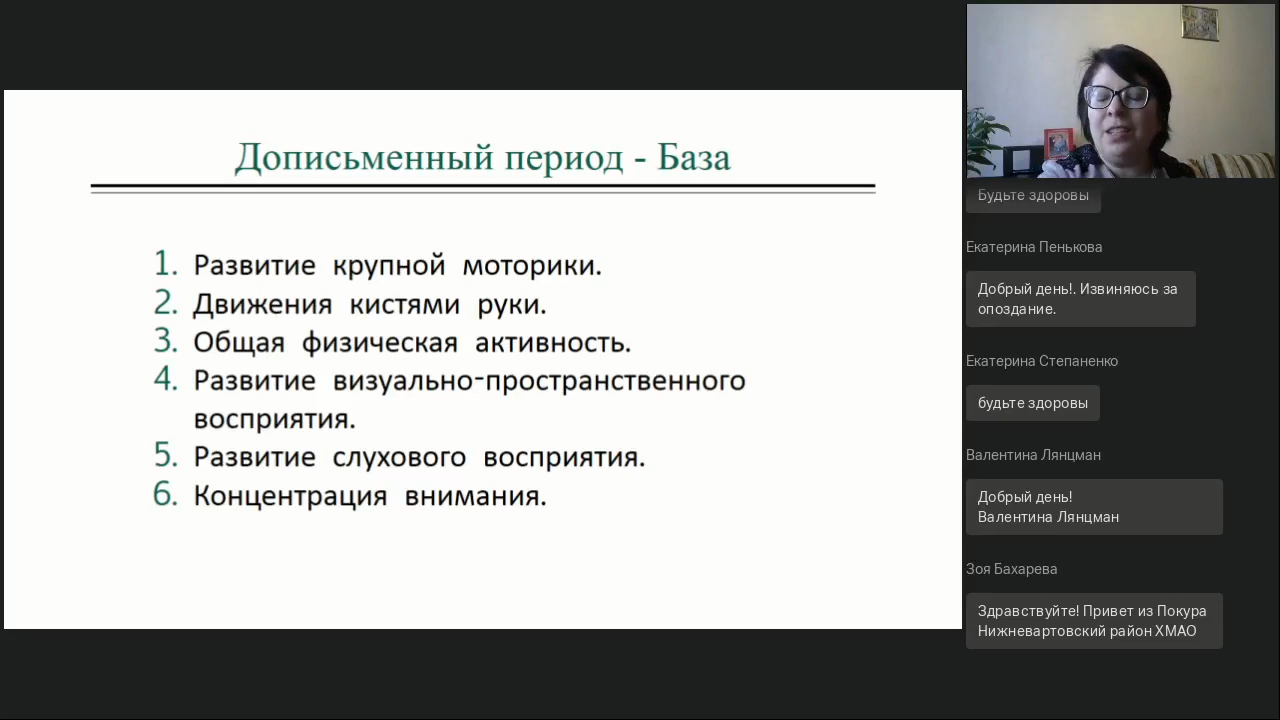 Дописьменный период - База
1. Развитие крупной моторики.
2. Движения кистями руки.
3. Общая физическая активность.
4. Развитие визуально-пространственного
восприятия.
5. Развитие слухового восприятия.
6. Концентрация внимания.
Будьте здоровы
Екатерина Пенькова
Добрый день!. Извиняюсь за
опоздание.
Екатерина Степаненко
будьте здоровы
Валентина Лянцман
Добрый день!
Валентина Лянцман
Зоя Бахарева
Здравствуйте! Привет из Покура
Нижневартовский район ХМАО